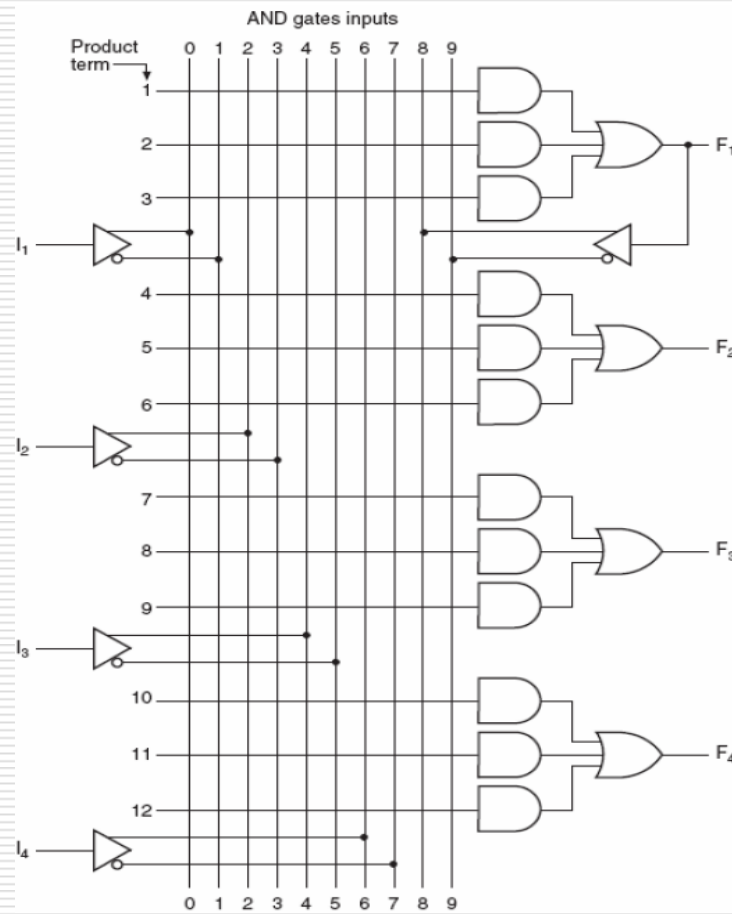 AND gates inputs
Product
term
0 1 2 3 4 5 6 7 8 9
1
2
3
F₁
I₁
4
5
6
F₂
I₂
7
8
9
F₃
I₃
10
11
12
F₄
I₄
0 1 2 3 4 5 6 7 8 9